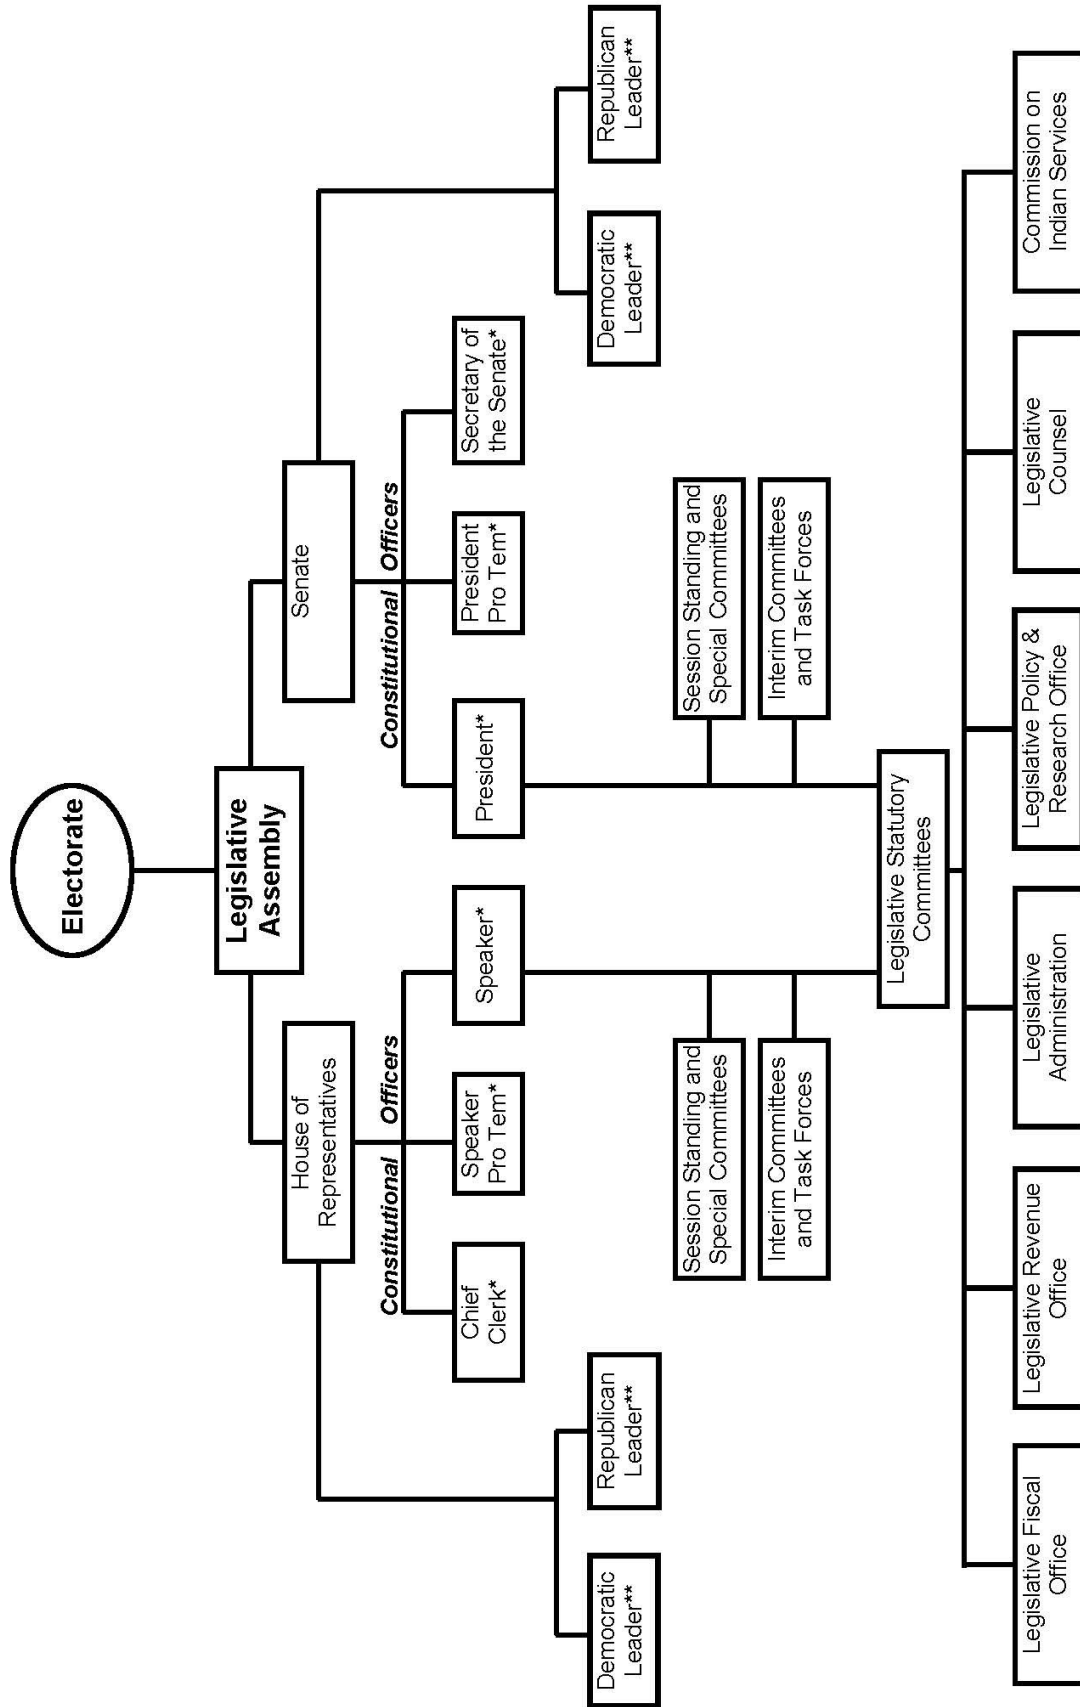 Electorate
Legislative
Assembly
House of
Representatives
Senate
Constitutional Officers
Constitutional Officers
Chief
Clerk*
Speaker
Pro Tem*
Speaker*
President*
President
Pro Tem*
Secretary of
the Senate*
Democratic
Leader**
Republican
Leader**
Democratic
Leader**
Republican
Leader**
Session Standing and
Special Committees
Session Standing and
Special Committees
Interim Committees
and Task Forces
Interim Committees
and Task Forces
Legislative Statutory
Committees
Legislative Fiscal
Office
Legislative Revenue
Office
Legislative
Administration
Legislative Policy &
Research Office
Legislative
Counsel
Commission on
Indian Services